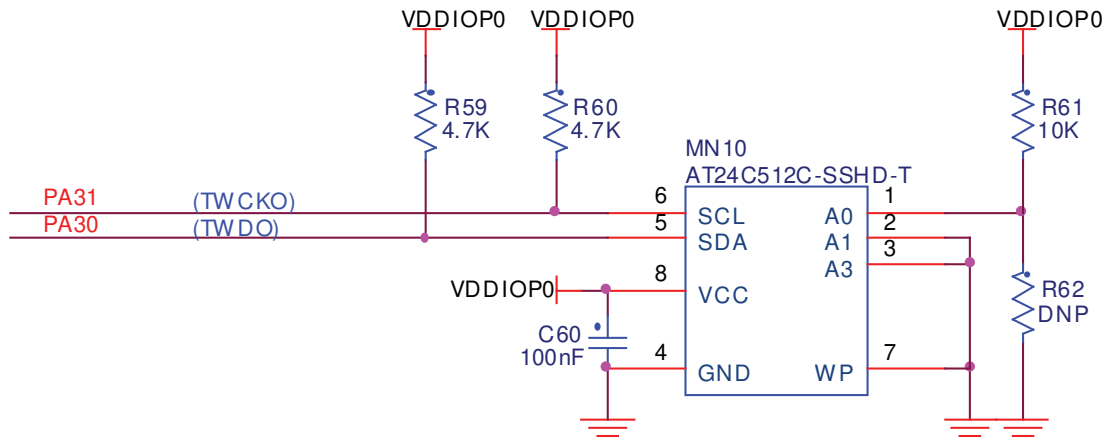 VDDIOP0
VDDIOP0
VDDIOP0
R59
4.7K
R60
4.7K
R61
10K
MN10
AT24C512C-SSHD-T
PA31 (TWCKO)
6 SCL A0 1
PA30 (TWDO)
5 SDA A1 2
A3 3
VDDIOP0
8 VCC
R62
DNP
C60
100nF
4 GND WP 7